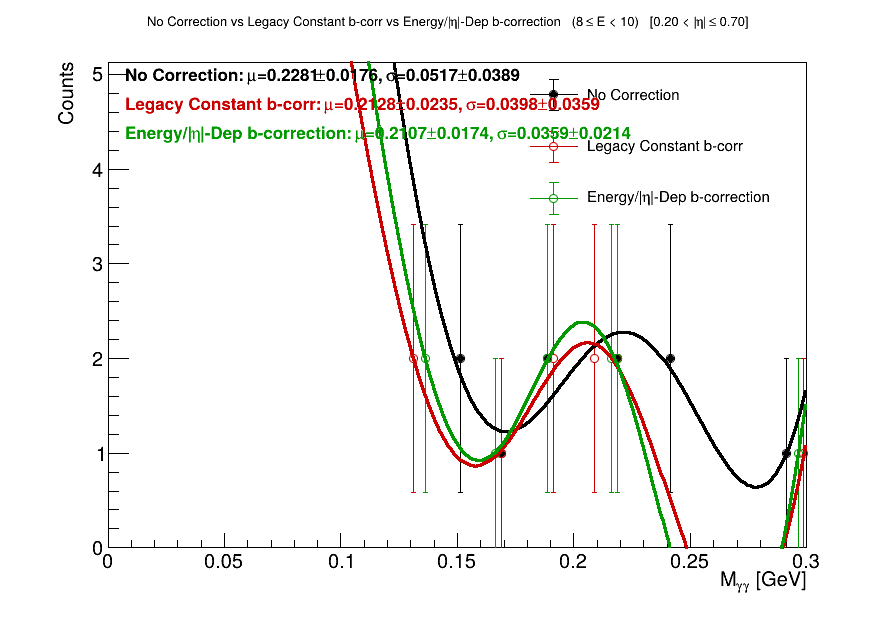 No Correction vs Legacy Constant b-corr vs Energy/|η|-Dep b-correction (8 ≤ E < 10) [0.20 < |η| ≤ 0.70]
Counts
No Correction: μ=0.2281±0.0176, σ=0.0517±0.0389
Legacy Constant b-corr: μ=0.2128±0.0235, σ=0.0398±0.0359
Energy/|η|-Dep b-correction: μ=0.2107±0.0174, σ=0.0359±0.0214
No Correction
Legacy Constant b-corr
Energy/|η|-Dep b-correction
5
4
3
2
1
0
0 0.05 0.1 0.15 0.2 0.25 0.3
Mγγ [GeV]